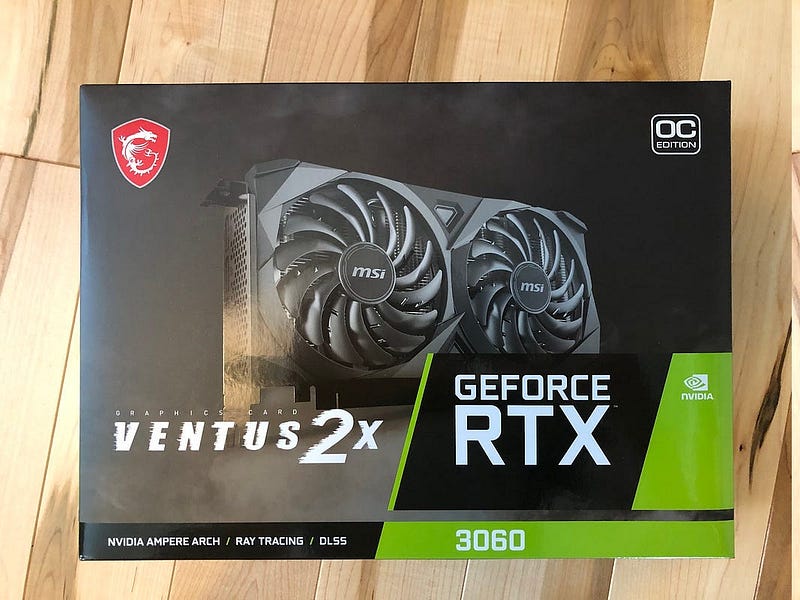 OC
EDITION
msi
msi
GEFORCE
RTX
NVIDIA
GRAPHICS CARD
VENTUS 2X
NVIDIA AMPERE ARCH / RAY TRACING / DLSS
3060